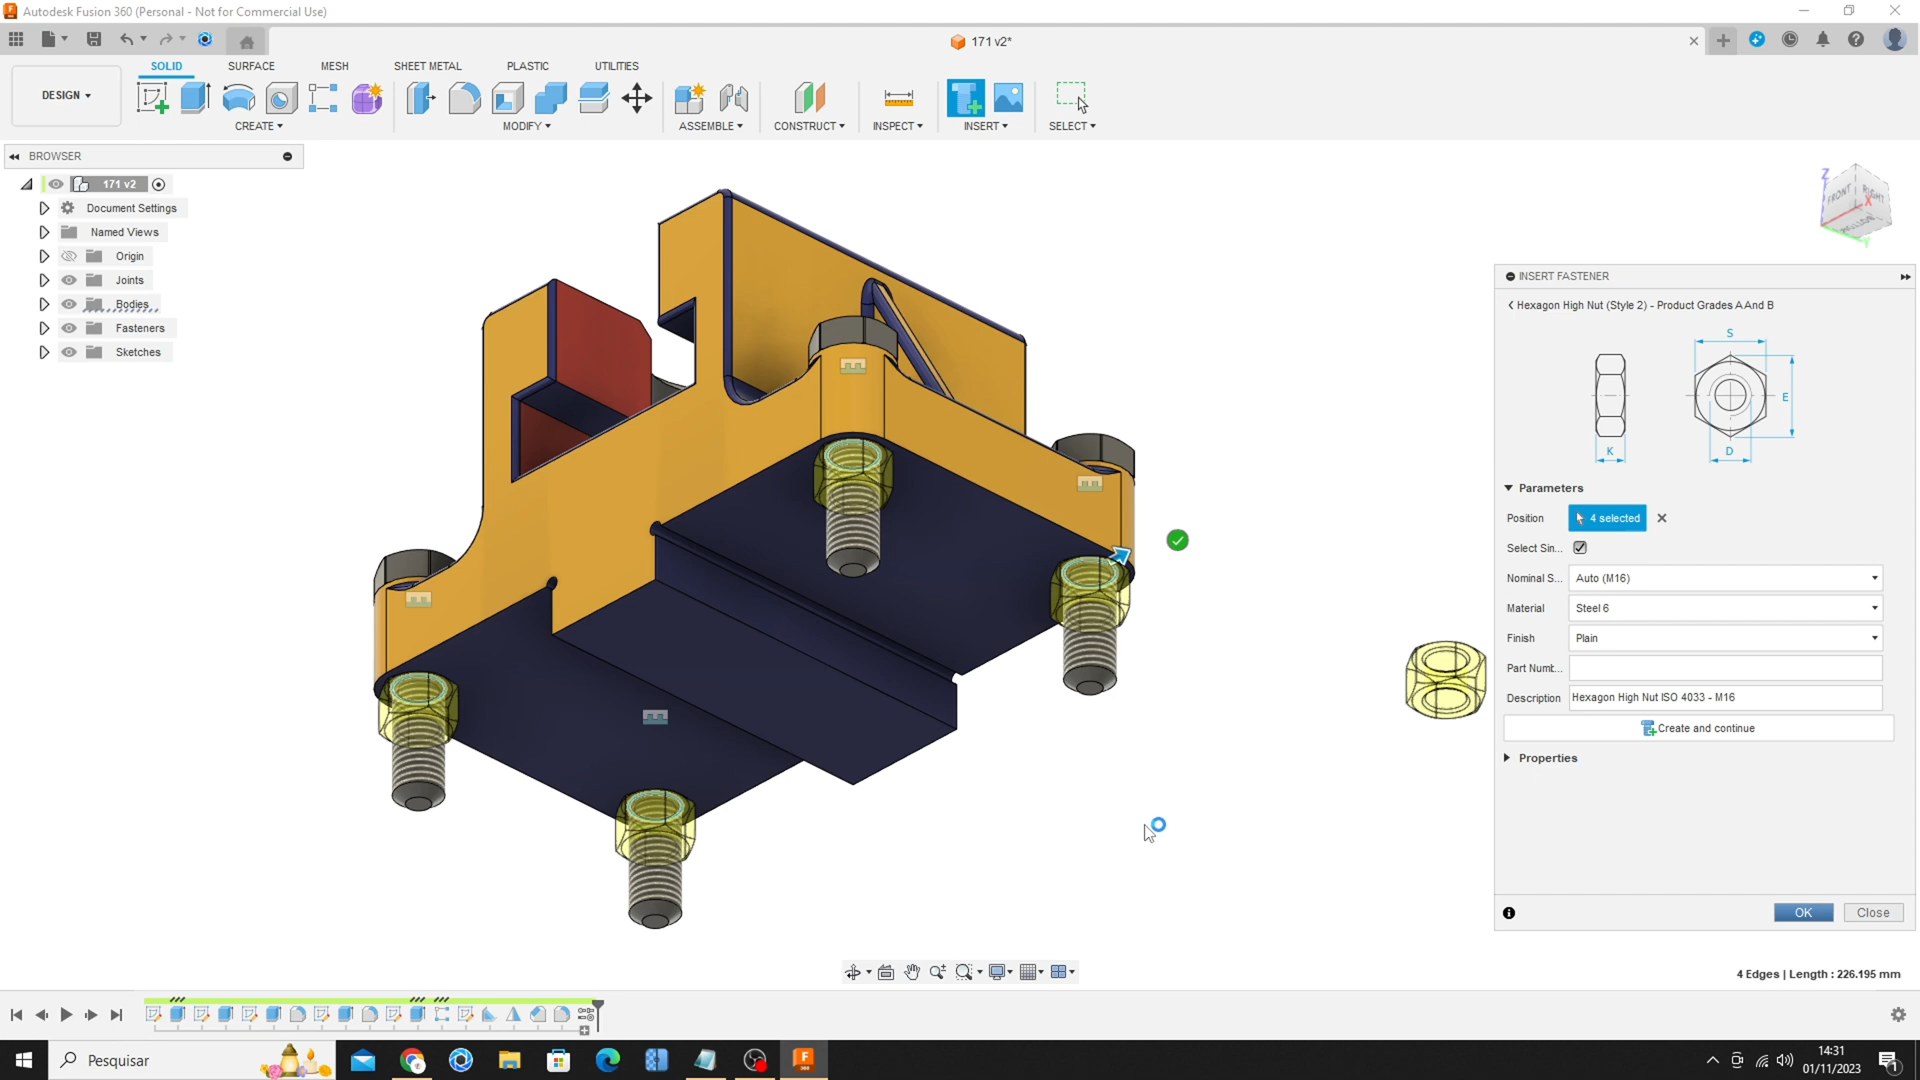 Autodesk Fusion 360 (Personal - Not for Commercial Use)
171 v2*
DESIGN
SOLID
SURFACE
MESH
SHEET METAL
PLASTIC
UTILITIES
CREATE
MODIFY
ASSEMBLE
CONSTRUCT
INSPECT
INSERT
SELECT
BROWSER
171 v2
Document Settings
Named Views
Origin
Joints
Bodies
Fasteners
Sketches
Z
FRONT
RIGHT
X
Y
INSERT FASTENER
Hexagon High Nut (Style 2) - Product Grades A And B
S
E
K
D
Parameters
Position
4 selected
Select Sin...
Nominal S...
Auto (M16)
Material
Steel 6
Finish
Plain
Part Numt...
Description
Hexagon High Nut ISO 4033 - M16
Create and continue
Properties
OK
Close
4 Edges | Length : 226.195 mm
Pesquisar
14:31
01/11/2023
1